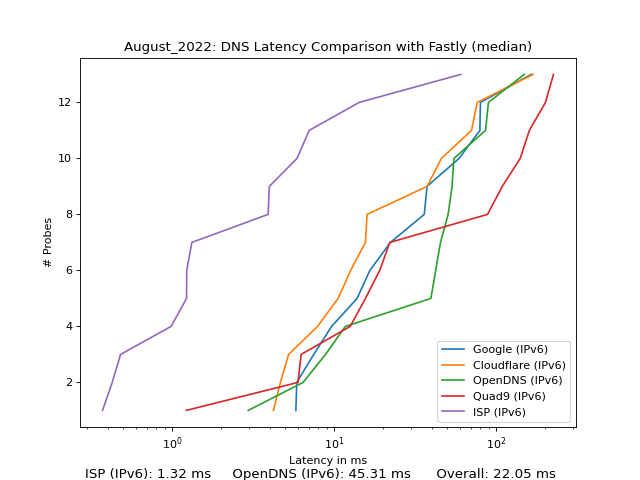 August_2022: DNS Latency Comparison with Fastly (median)
# Probes
12
10
8
6
4
2
Google (IPv6)
Cloudflare (IPv6)
OpenDNS (IPv6)
Quad9 (IPv6)
ISP (IPv6)
10⁰ 10¹ 10²
Latency in ms
ISP (IPv6): 1.32 ms OpenDNS (IPv6): 45.31 ms Overall: 22.05 ms